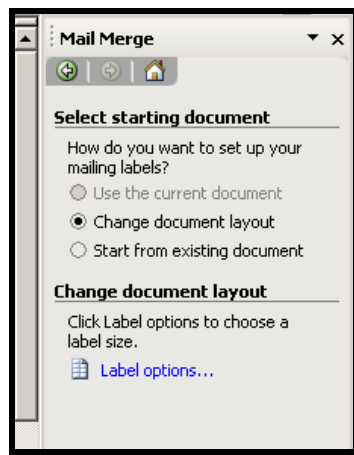 Mail Merge
Select starting document
How do you want to set up your
mailing labels?
Use the current document
Change document layout
Start from existing document
Change document layout
Click Label options to choose a
label size.
Label options...